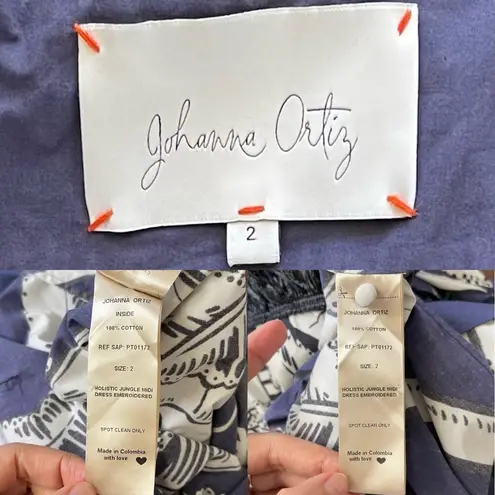 Johanna Ortiz
2
JOHANNA ORTIZ
INSIDE
100% COTTON
REF SAP: PT01172
SIZE: 2
HOLISTIC JUNGLE MIDI
DRESS EMBROIDERED.
SPOT CLEAN ONLY
Made in Colombia
with love
JOHANNA ORTIZ
100% COTTON
REF SAP: PT01172
SIZE: 2
HOLISTIC JUNGLE MIDI
DRESS EMBROIDERED.
SPOT CLEAN ONLY
Made in Colombia
with love